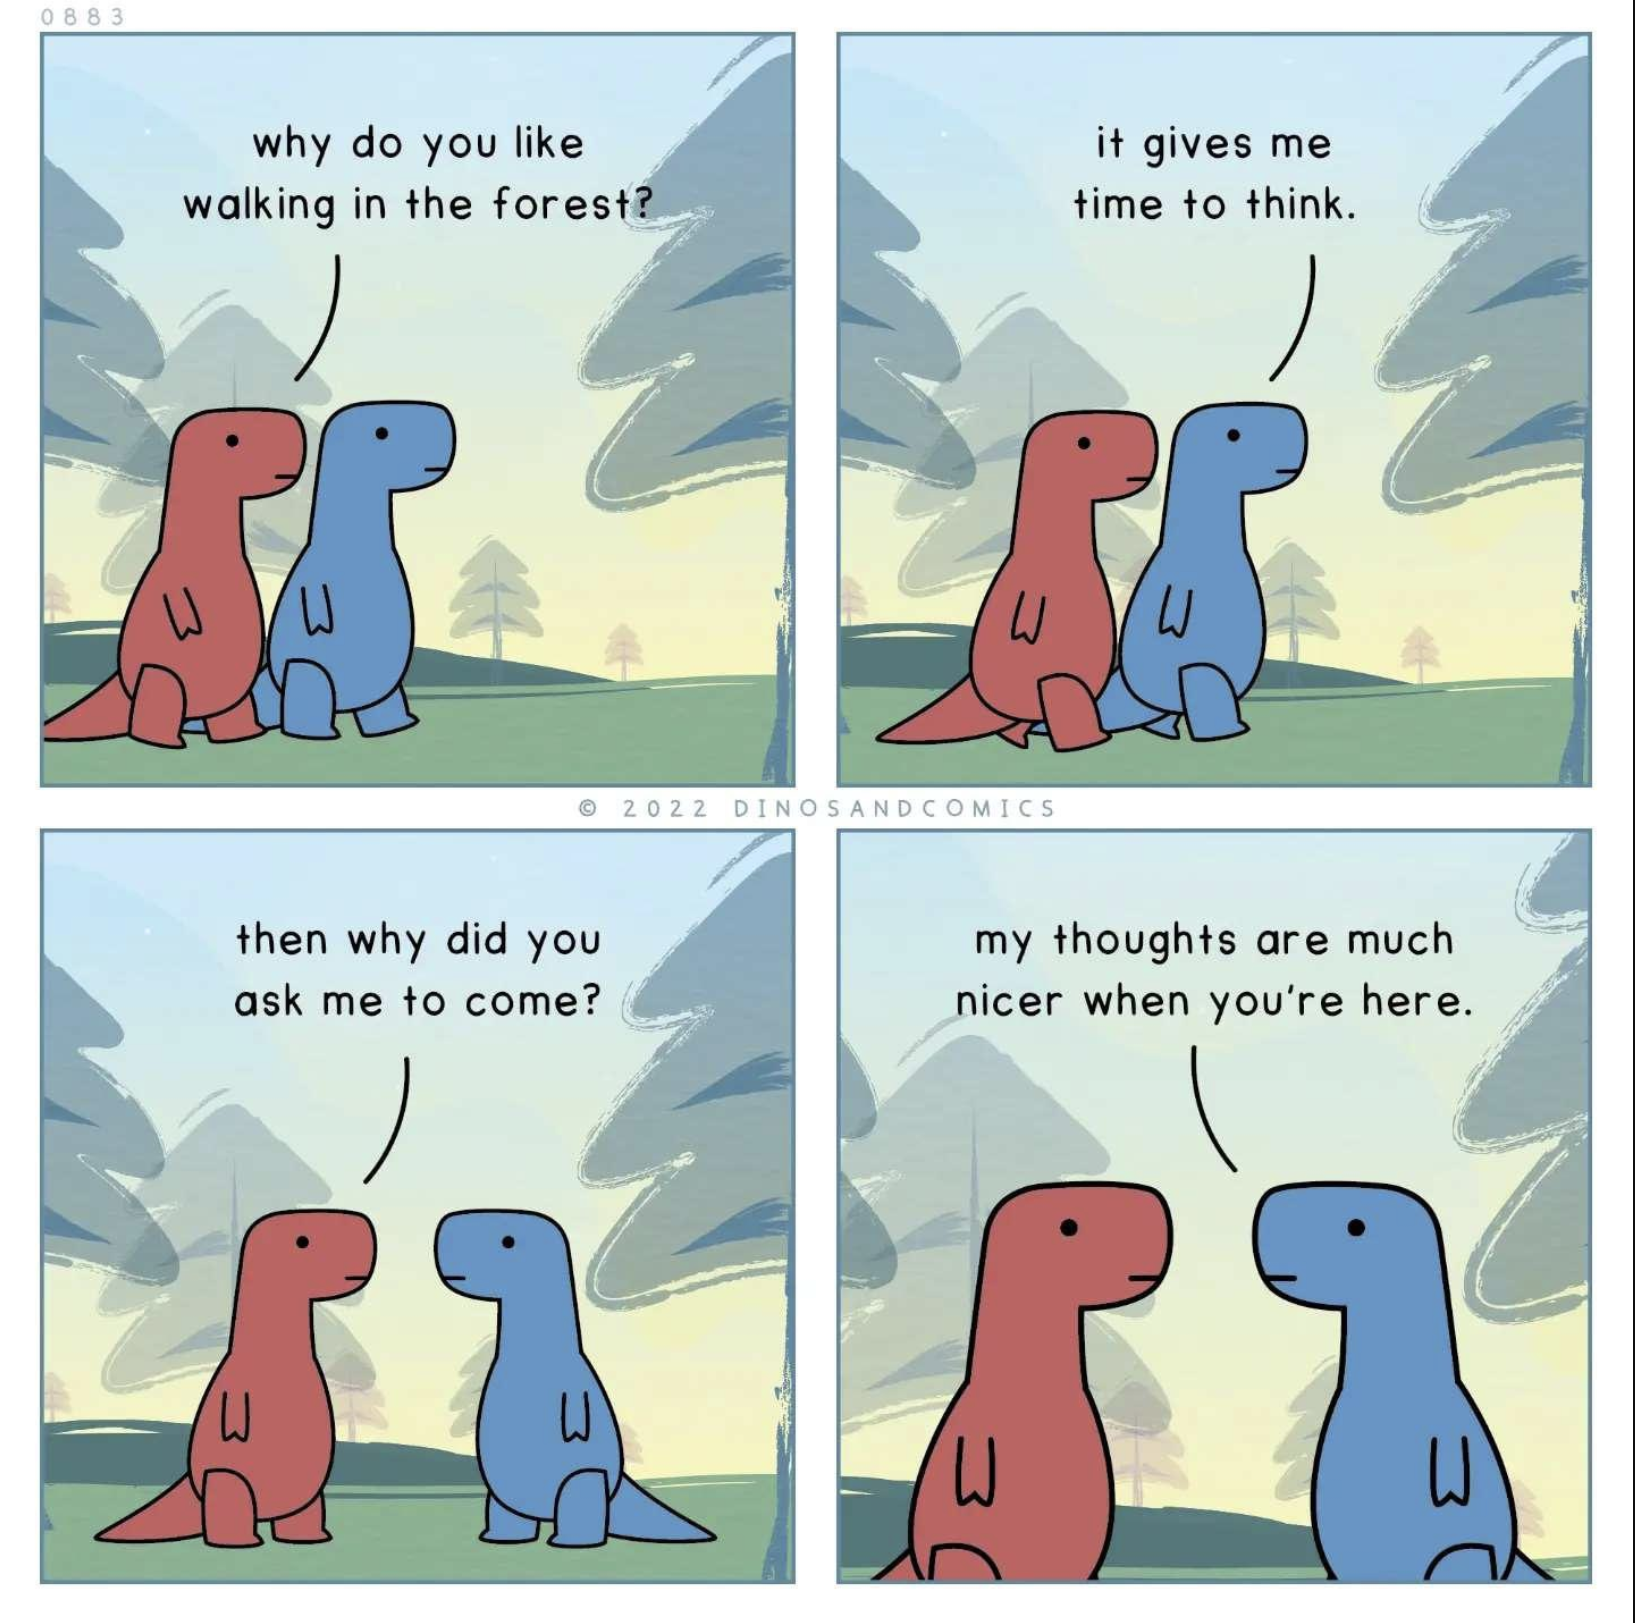 0883
why do you like
walking in the forest?
it gives me
time to think.
© 2022 DINOSANDCOMICS
then why did you
ask me to come?
my thoughts are much
nicer when you're here.